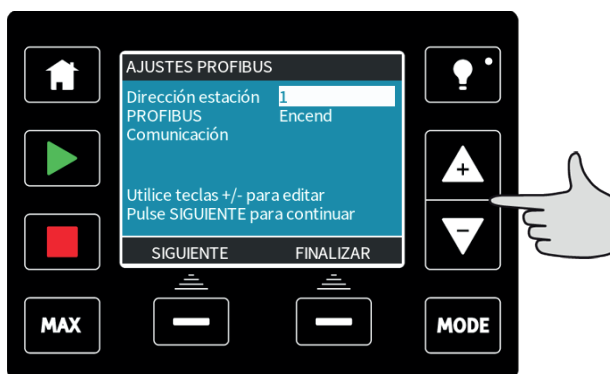 AJUSTES PROFIBUS
Dirección estación 1
PROFIBUS Encend
Comunicación
Utilice teclas +/- para editar
Pulse SIGUIENTE para continuar
SIGUIENTE FINALIZAR
+
-
MAX
MODE